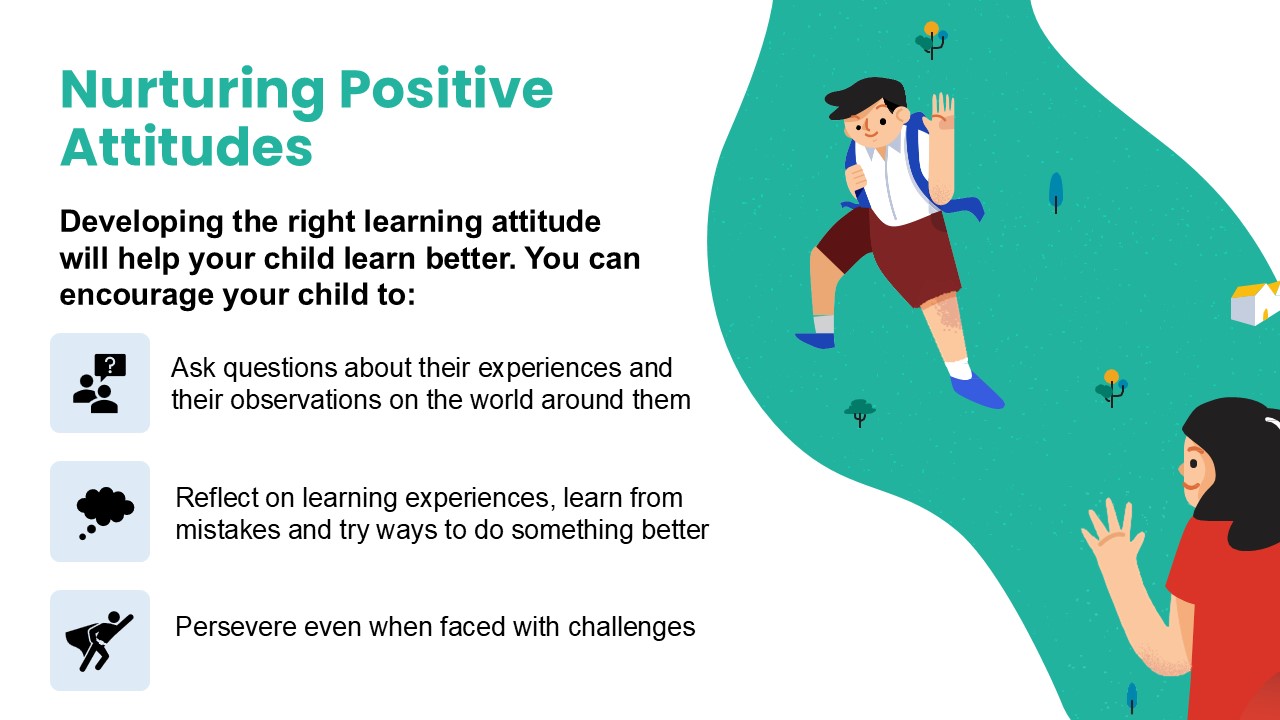 Nurturing Positive
Attitudes
Developing the right learning attitude
will help your child learn better. You can
encourage your child to:
?
Ask questions about their experiences and
their observations on the world around them
Reflect on learning experiences, learn from
mistakes and try ways to do something better
Persevere even when faced with challenges